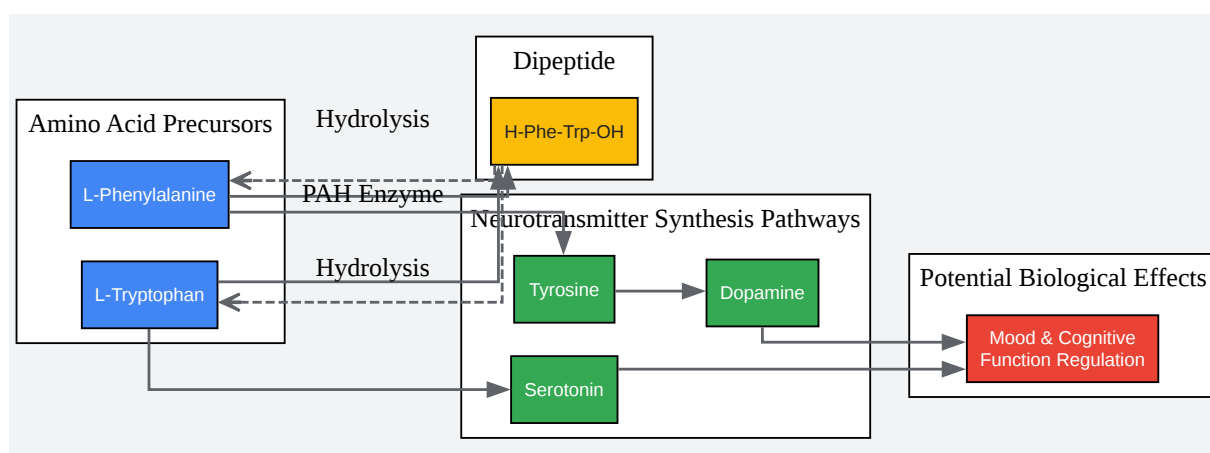 Dipeptide
H-Phe-Trp-OH
Amino Acid Precursors
Hydrolysis
L-Phenylalanine
PAH Enzyme
Neurotransmitter Synthesis Pathways
Hydrolysis
L-Tryptophan
Tyrosine
Dopamine
Serotonin
Potential Biological Effects
Mood & Cognitive
Function Regulation